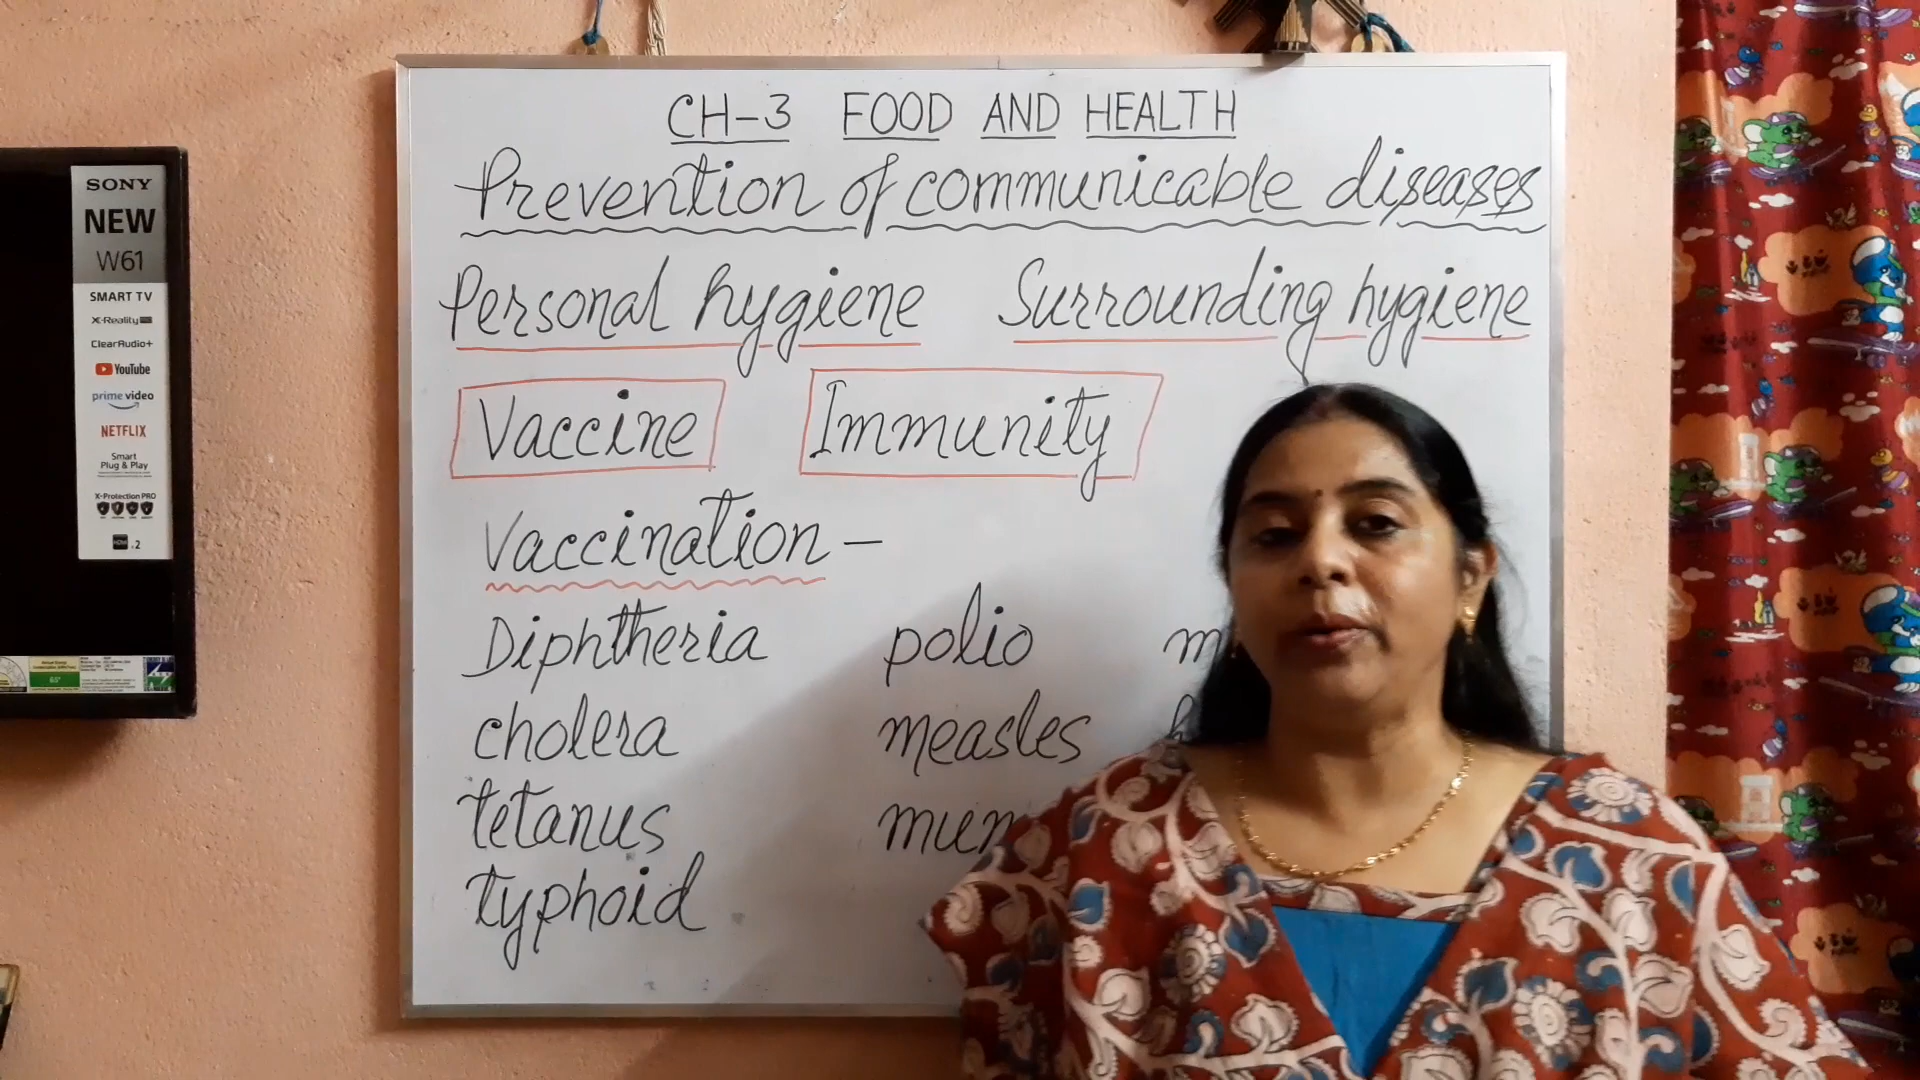 CH-3 FOOD AND HEALTH
Prevention of communicable diseases
Personal hygiene Surrounding hygiene
Vaccine Immunity
Vaccination –
Diphtheria polio m
cholera measles
tetanus mum
typhoid
SONY
NEW
W61
SMART TV
X-Reality PRO
ClearAudio+
YouTube
prime video
NETFLIX
Smart
Plug & Play
X-Protection PRO